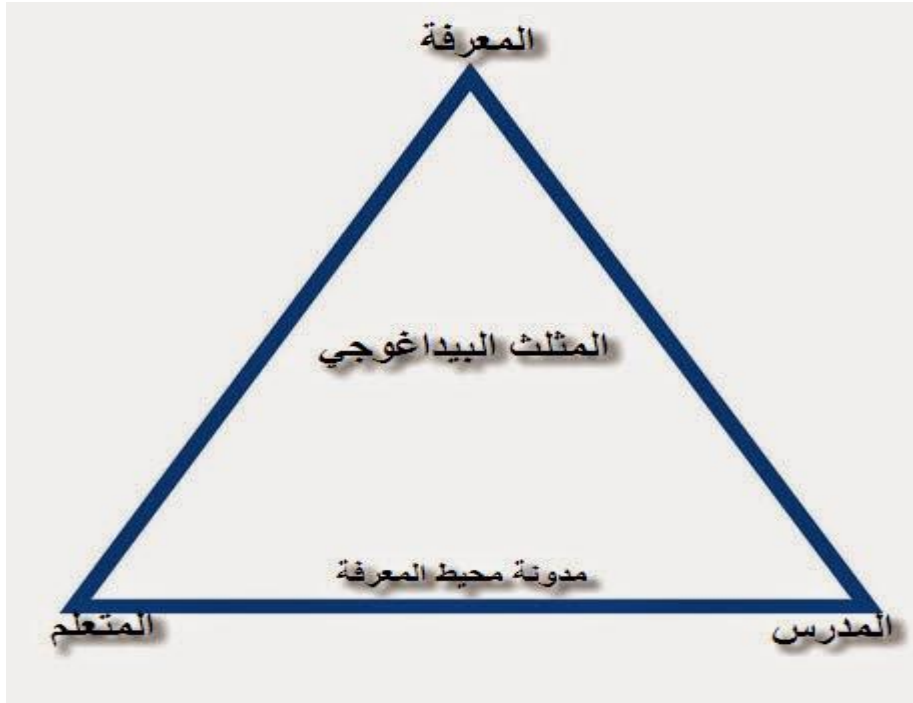 المعرفة
المثلث البيداغوجي
مدونة محيط المعرفة
المدرس
المتعلم